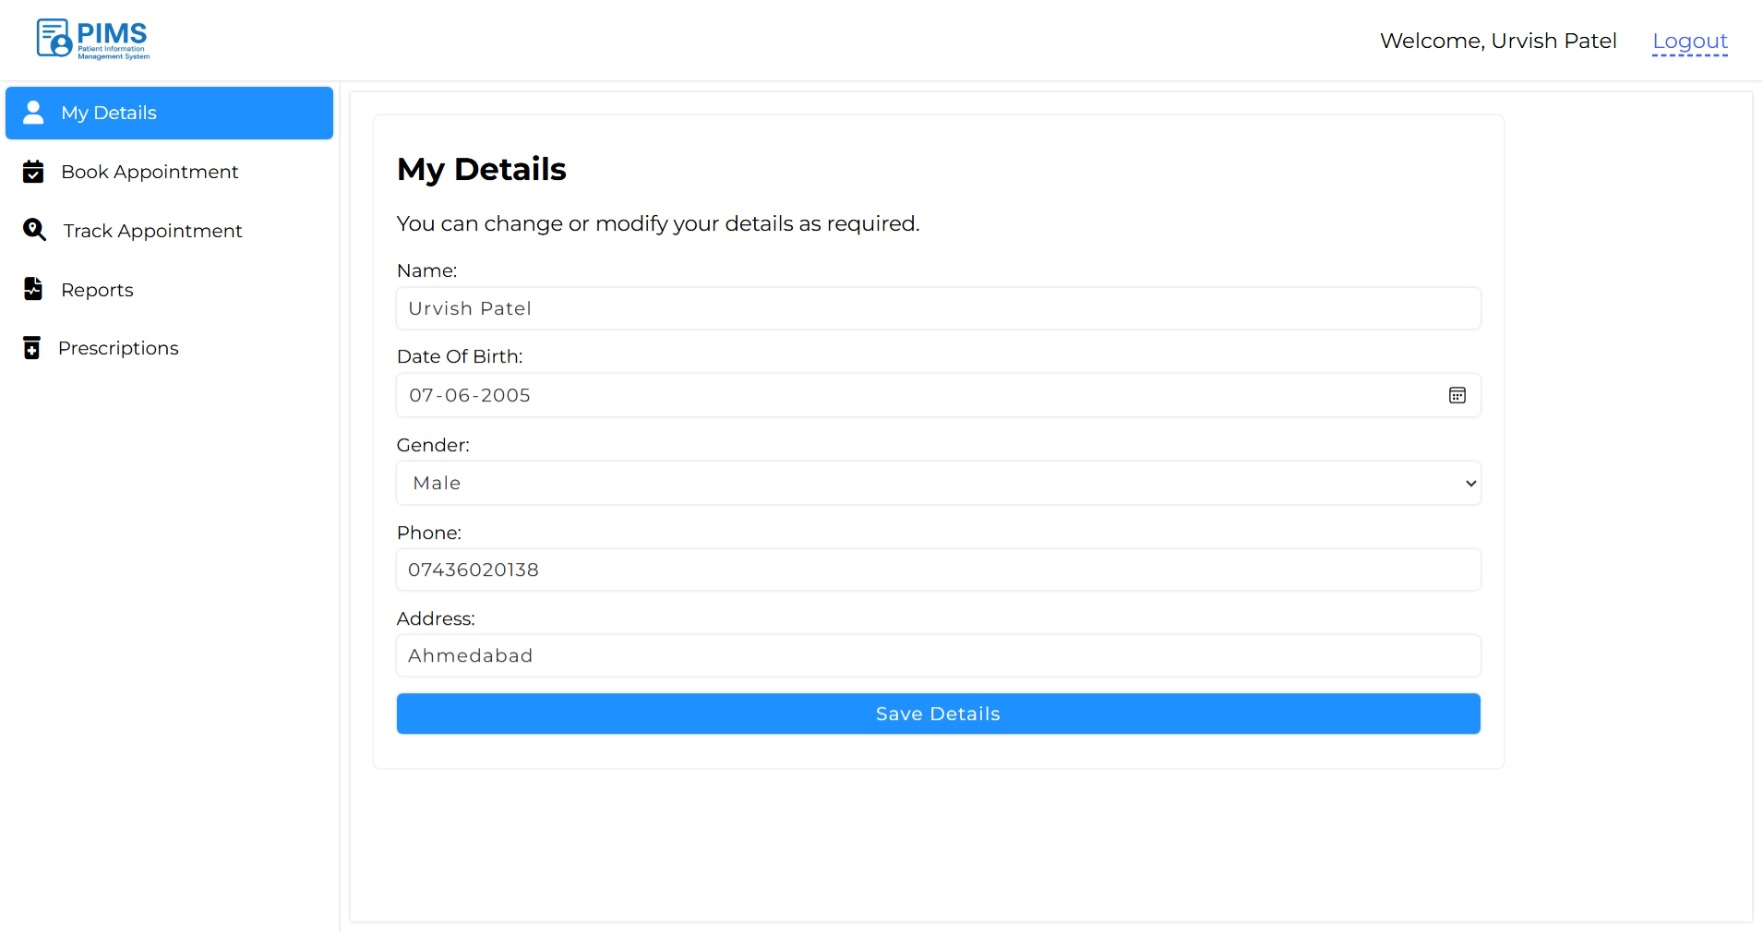 PIMS
Patient Information
Management System
Welcome, Urvish Patel
Logout
My Details
Book Appointment
Track Appointment
Reports
Prescriptions
My Details
You can change or modify your details as required.
Name:
Urvish Patel
Date Of Birth:
07-06-2005
Gender:
Male
Phone:
07436020138
Address:
Ahmedabad
Save Details